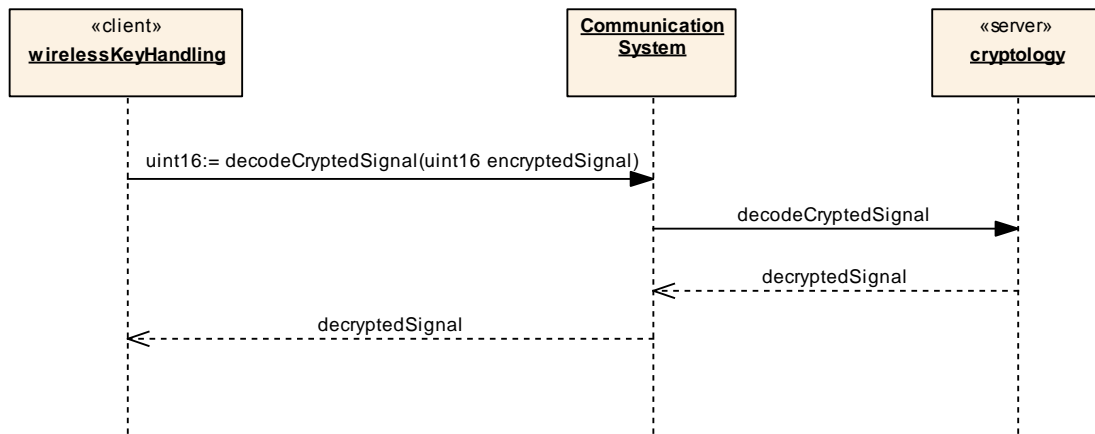 «client»
wirelessKeyHandling
Communication
System
«server»
cryptology
uint16:= decodeCryptedSignal(uint16 encryptedSignal)
decodeCryptedSignal
decryptedSignal
decryptedSignal